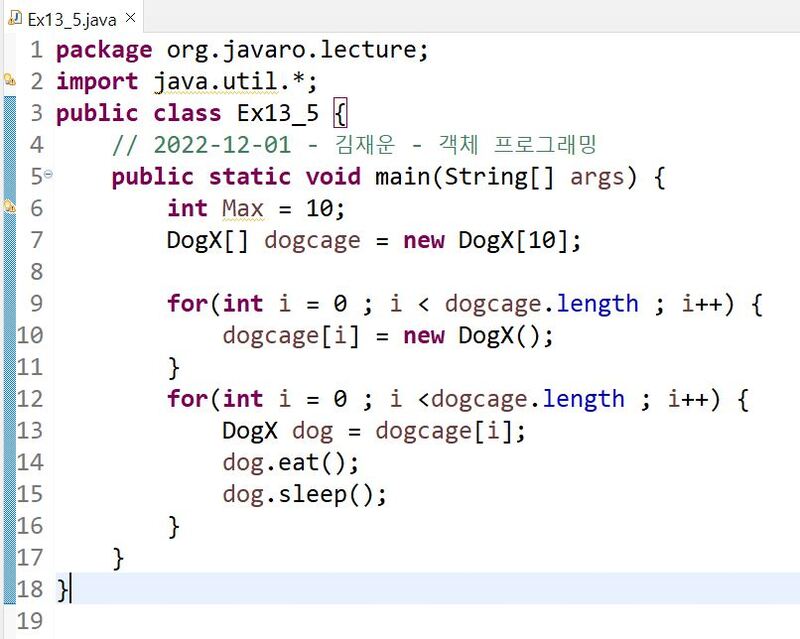 Ex13_5.java
1 package org.javaro.lecture;
2 import java.util.*;
3 public class Ex13_5 {
4 // 2022-12-01 - 김재운 - 객체 프로그래밍
5 public static void main(String[] args) {
6 int Max = 10;
7 DogX[] dogcage = new DogX[10];
8
9 for(int i = 0 ; i < dogcage.length ; i++) {
10 dogcage[i] = new DogX();
11 }
12 for(int i = 0 ; i <dogcage.length ; i++) {
13 DogX dog = dogcage[i];
14 dog.eat();
15 dog.sleep();
16 }
17 }
18 }
19